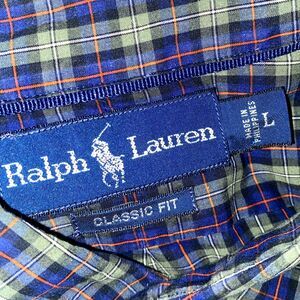 Ralph Lauren
CLASSIC FIT
MADE IN
PHILIPPINES
L